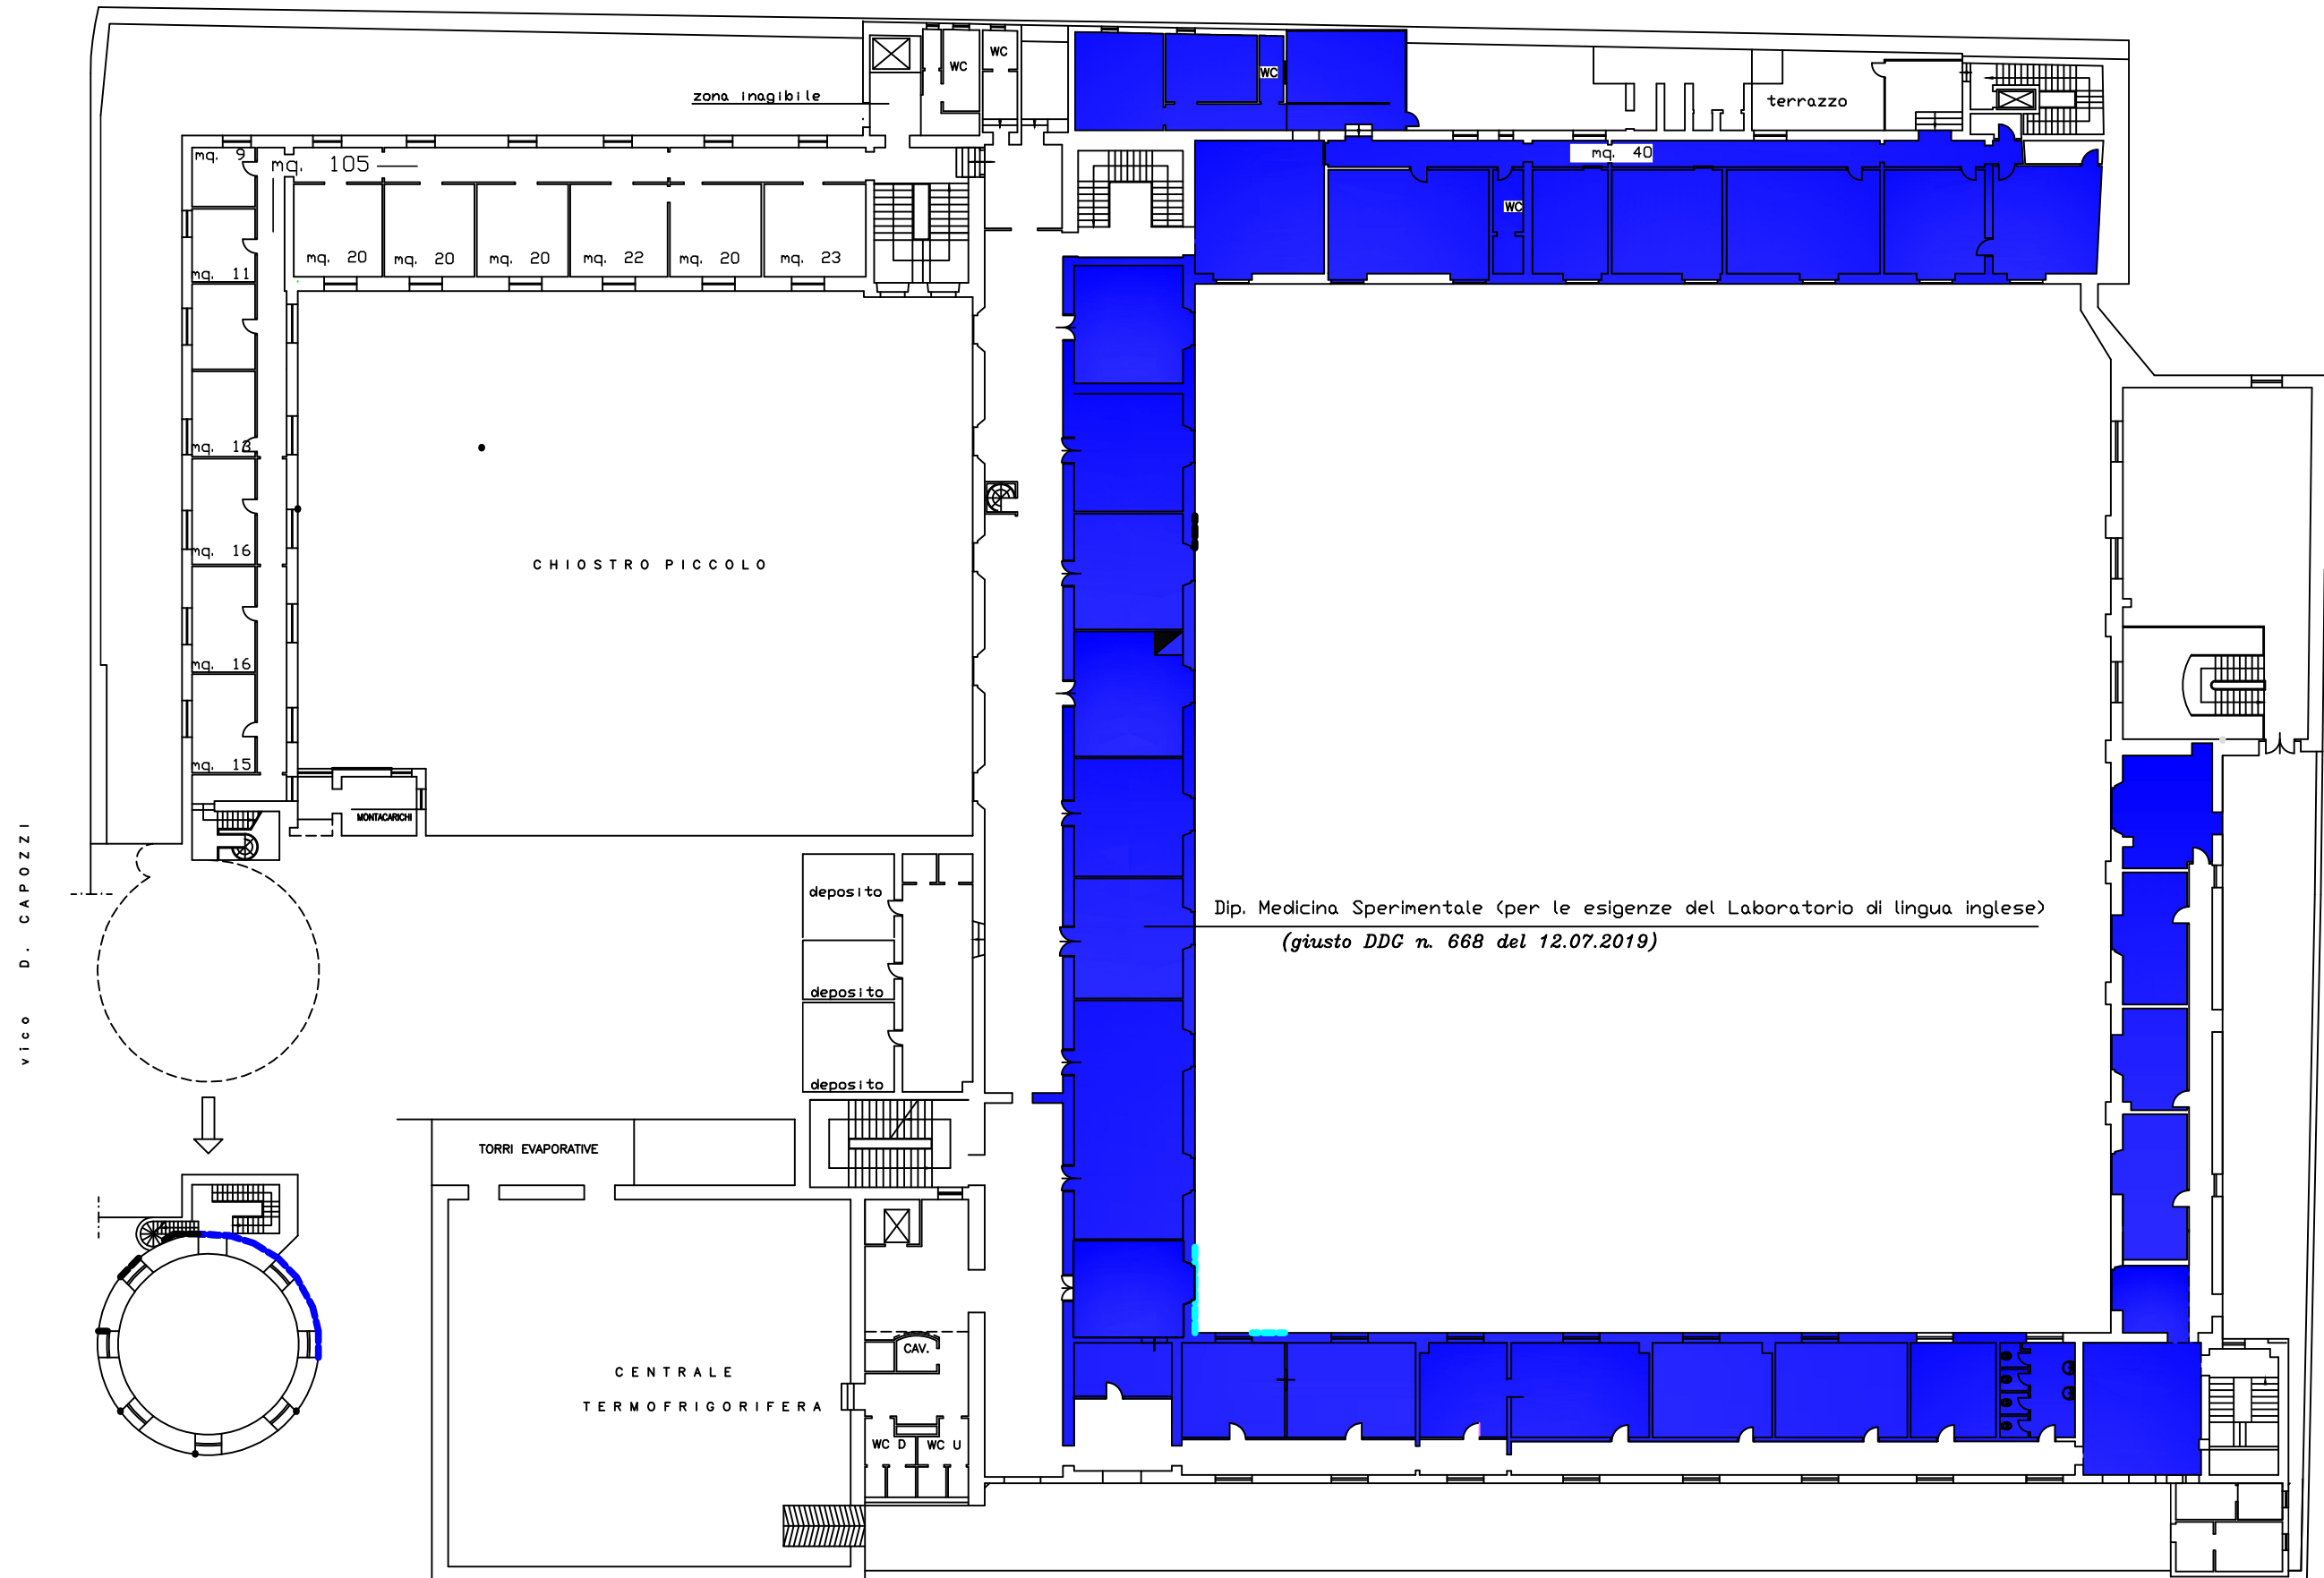 WC
WC
WC
zona inagibile
terrazzo
mq. 9
mq. 105
mq. 40
WC
mq. 20
mq. 20
mq. 20
mq. 22
mq. 20
mq. 23
mq. 11
mq. 13
mq. 16
CHIOSTRO PICCOLO
mq. 16
mq. 15
MONTACARICHI
vico D. CAPOZZI
deposito
Dip. Medicina Sperimentale (per le esigenze del Laboratorio di lingua inglese)
(giusto DDG n. 668 del 12.07.2019)
deposito
deposito
TORRI EVAPORATIVE
CAV.
CENTRALE
TERMOFRIGORIFERA
WC D
WC U